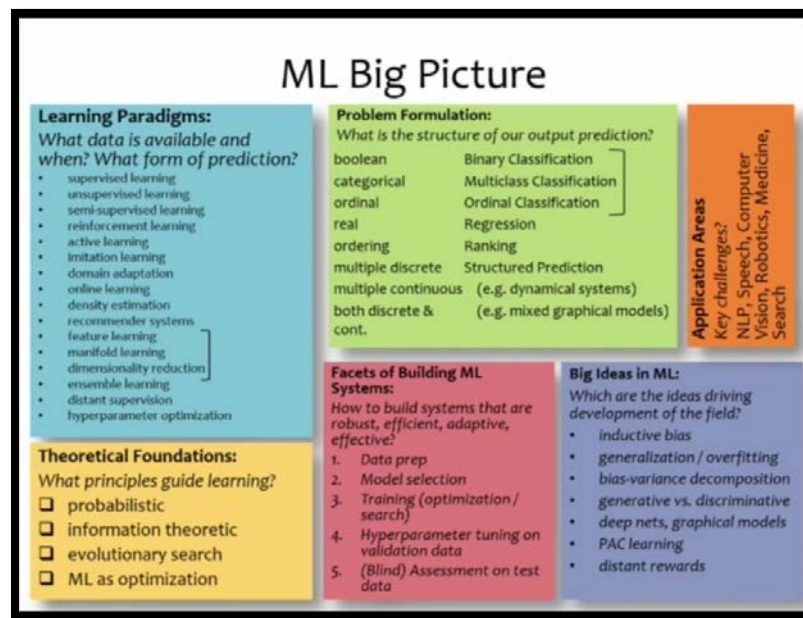 ML Big Picture
Learning Paradigms:
What data is available and
when? What form of prediction?
• supervised learning
• unsupervised learning
• semi-supervised learning
• reinforcement learning
• active learning
• imitation learning
• domain adaptation
• online learning
• density estimation
• recommender systems
• feature learning
• manifold learning
• dimensionality reduction
• ensemble learning
• distant supervision
• hyperparameter optimization
Theoretical Foundations:
What principles guide learning?
❑ probabilistic
❑ information theoretic
❑ evolutionary search
❑ ML as optimization
Problem Formulation:
What is the structure of our output prediction?
boolean Binary Classification
categorical Multiclass Classification
ordinal Ordinal Classification
real Regression
ordering Ranking
multiple discrete Structured Prediction
multiple continuous (e.g. dynamical systems)
both discrete & (e.g. mixed graphical models)
cont.
Application Areas
Key challenges?
NLP, Speech, Computer
Vision, Robotics, Medicine,
Search
Facets of Building ML
Systems:
How to build systems that are
robust, efficient, adaptive,
effective?
1. Data prep
2. Model selection
3. Training (optimization /
search)
4. Hyperparameter tuning on
validation data
5. (Blind) Assessment on test
data
Big Ideas in ML:
Which are the ideas driving
development of the field?
• inductive bias
• generalization / overfitting
• bias-variance decomposition
• generative vs. discriminative
• deep nets, graphical models
• PAC learning
• distant rewards